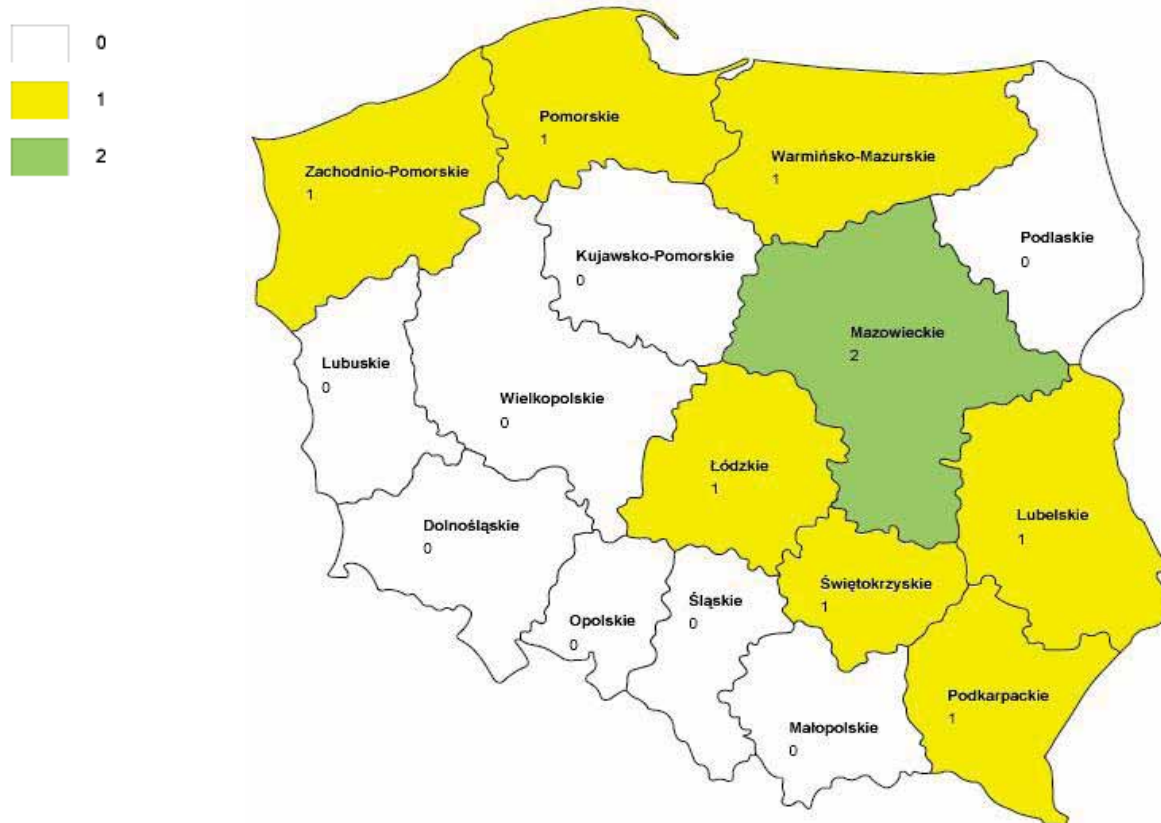 0
1
2
Pomorskie
1
Zachodnio-Pomorskie
1
Warmińsko-Mazurskie
1
Kujawsko-Pomorskie
0
Podlaskie
0
Mazowieckie
2
Lubuskie
0
Wielkopolskie
0
Łódzkie
1
Lubelskie
1
Dolnośląskie
0
Świętokrzyskie
1
Opolskie
0
Śląskie
0
Podkarpackie
1
Małopolskie
0